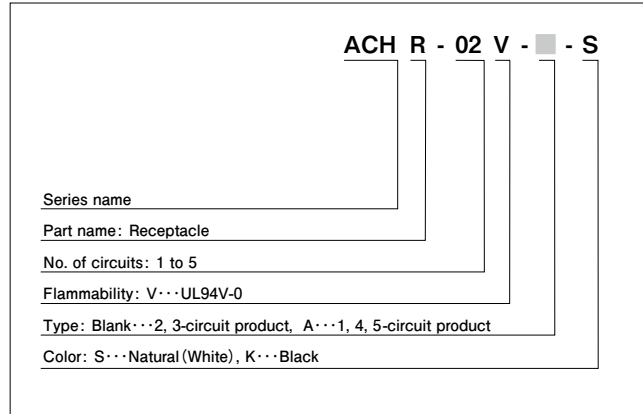 ACH R - 02 V - - S
Series name
Part name: Receptacle
No. of circuits: 1 to 5
Flammability: V･･･UL94V-0
Type: Blank･･･2, 3-circuit product, A･･･1, 4, 5-circuit product
Color: S･･･Natural(White), K･･･Black